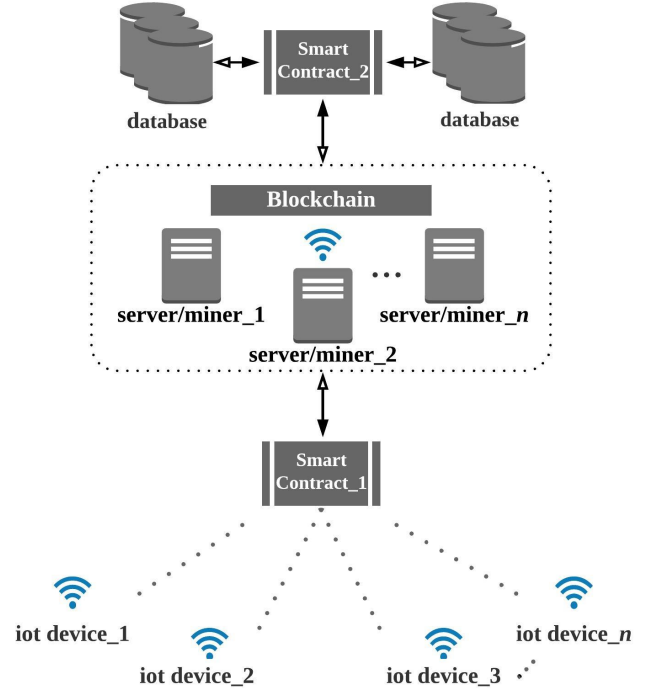 Smart
Contract_2
database
database
Blockchain
server/miner_1
server/miner_2
...
server/miner_n
Smart
Contract_1
iot device_1
iot device_2
iot device_3
iot device_n